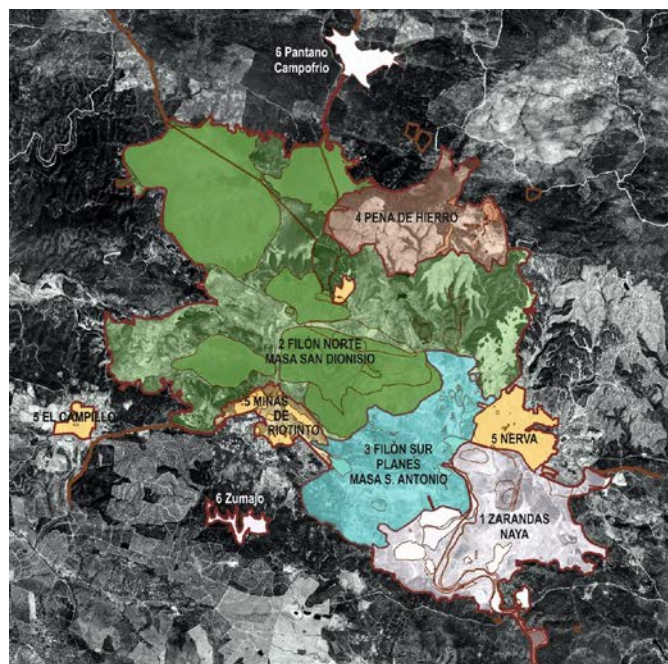 6 Pantano
Campofrio
4 PEÑA DE HIERRO
2 FILÓN NORTE
MASA SAN DIONISIO
5 EL CAMPILLO
5 MINAS
DE
RIOTINTO
3 FILÓN SUR
PLANES
MASA S. ANTONIO
5 NERVA
6 Zumajo
1 ZARANDAS
NAYA